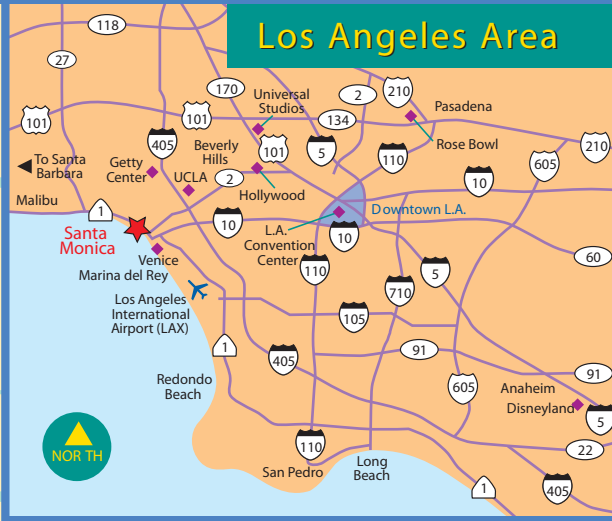 Los Angeles Area
118
27
170
Universal
Studios
2
210
Pasadena
101
101
134
Rose Bowl
405
Beverly
Hills
101
5
110
605
210
To Santa
Barbara
Getty
Center
UCLA
2
Hollywood
10
Malibu
1
Downtown L.A.
Santa
Monica
10
L.A.
Convention
Center
10
60
Venice
Marina del Rey
110
5
710
Los Angeles
International
Airport (LAX)
105
1
405
91
91
Redondo
Beach
605
Anaheim
Disneyland
5
NOR TH
110
22
San Pedro
Long
Beach
1
405